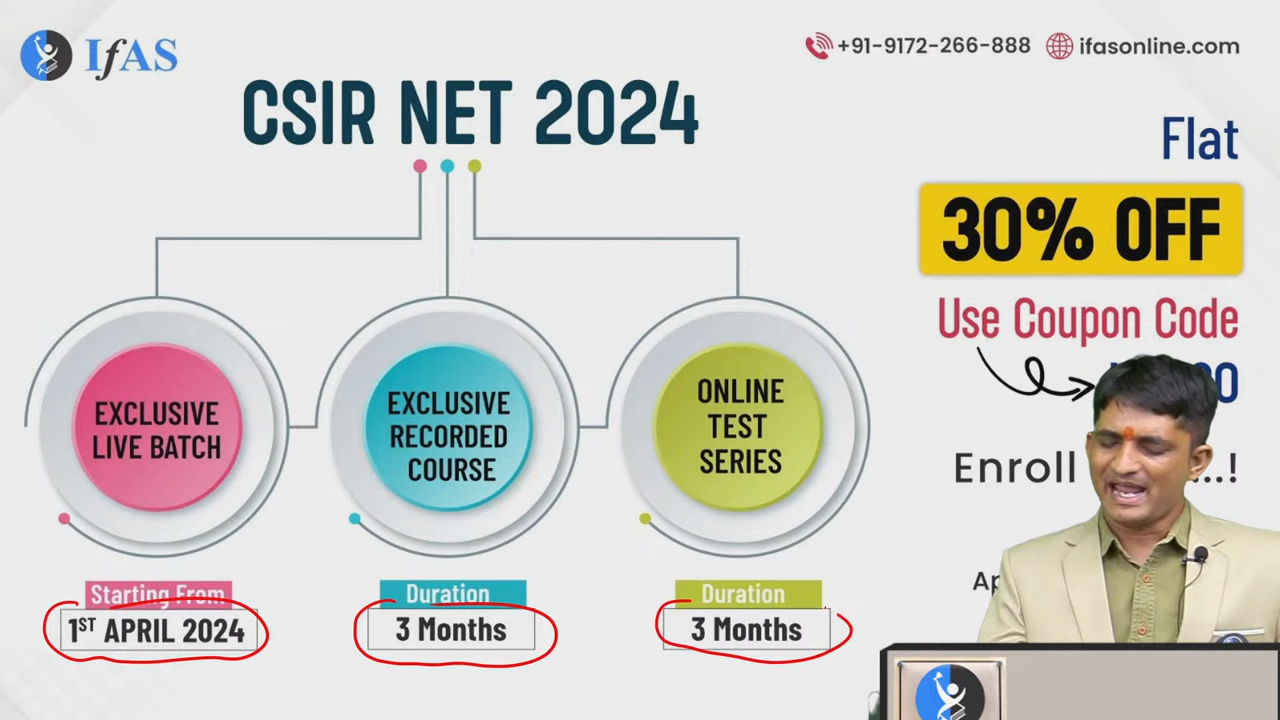 IfAS
+91-9172-266-888
ifasonline.com
CSIR NET 2024
Flat
30% OFF
Use Coupon Code
Enroll
EXCLUSIVE
LIVE BATCH
EXCLUSIVE
RECORDED
COURSE
ONLINE
TEST
SERIES
Starting From
1ST APRIL 2024
Duration
3 Months
Duration
3 Months